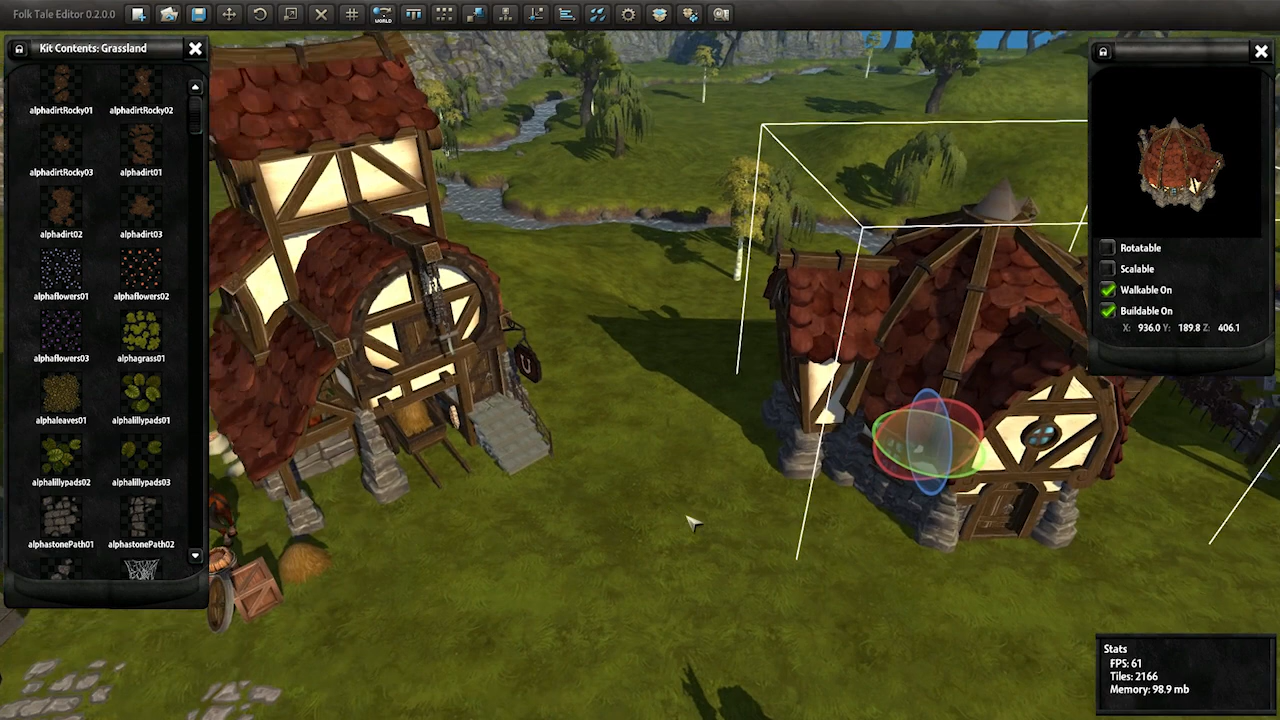 Folk Tale Editor 0.2.0.0
WORLD
Kit Contents: Grassland
alphadirtRocky01 alphadirtRocky02
alphadirtRocky03 alphadirt01
alphadirt02 alphadirt03
alphaflowers01 alphaflowers02
alphaflowers03 alphagrass01
alphaleaves01 alphalillypads01
alphalillypads02 alphalillypads03
alphastonePath01 alphastonePath02
Rotatable
Scalable
Walkable On
Buildable On
X: 936.0 Y: 189.8 Z: 406.1
Stats
FPS: 61
Tiles: 2166
Memory: 98.9 mb